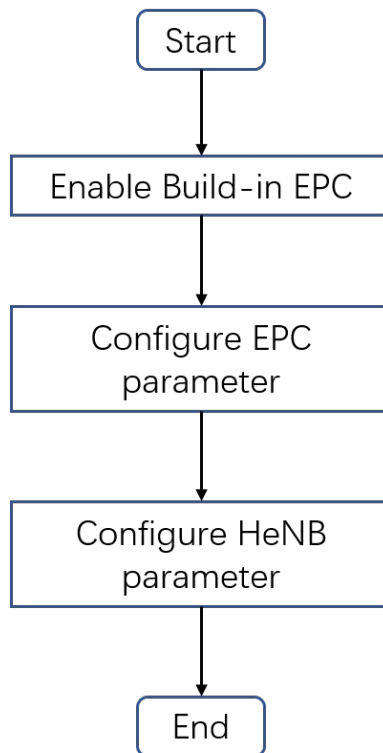 Start
Enable Build-in EPC
Configure EPC
parameter
Configure HeNB
parameter
End